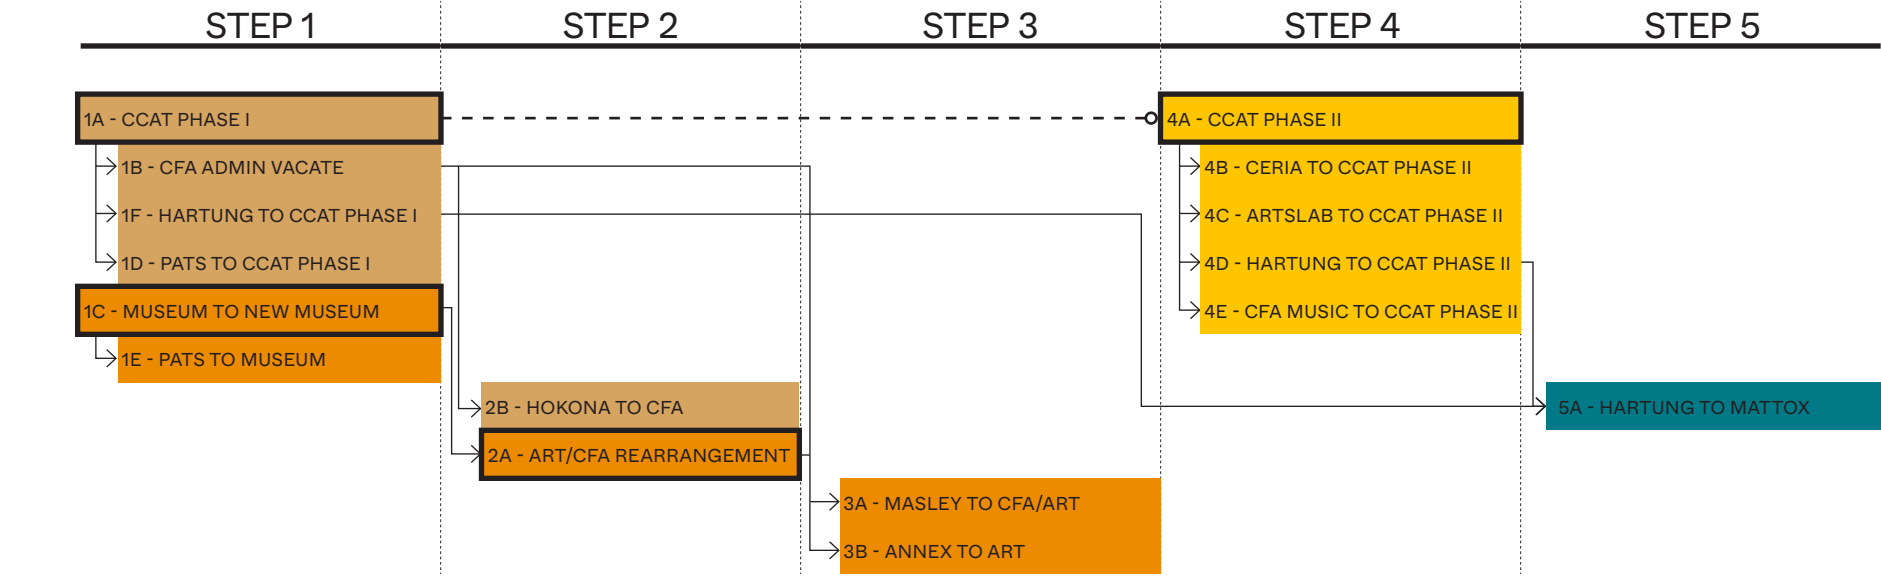 STEP 1
STEP 2
STEP 3
STEP 4
STEP 5
1A - CCAT PHASE I
4A - CCAT PHASE II
1B - CFA ADMIN VACATE
4B - CERIA TO CCAT PHASE II
1F - HARTUNG TO CCAT PHASE I
4C - ARTSLAB TO CCAT PHASE II
1D - PATS TO CCAT PHASE I
4D - HARTUNG TO CCAT PHASE II
1C - MUSEUM TO NEW MUSEUM
4E - CFA MUSIC TO CCAT PHASE II
1E - PATS TO MUSEUM
2B - HOKONA TO CFA
5A - HARTUNG TO MATTOX
2A - ART/CFA REARRANGEMENT
3A - MASLEY TO CFA/ART
3B - ANNEX TO ART